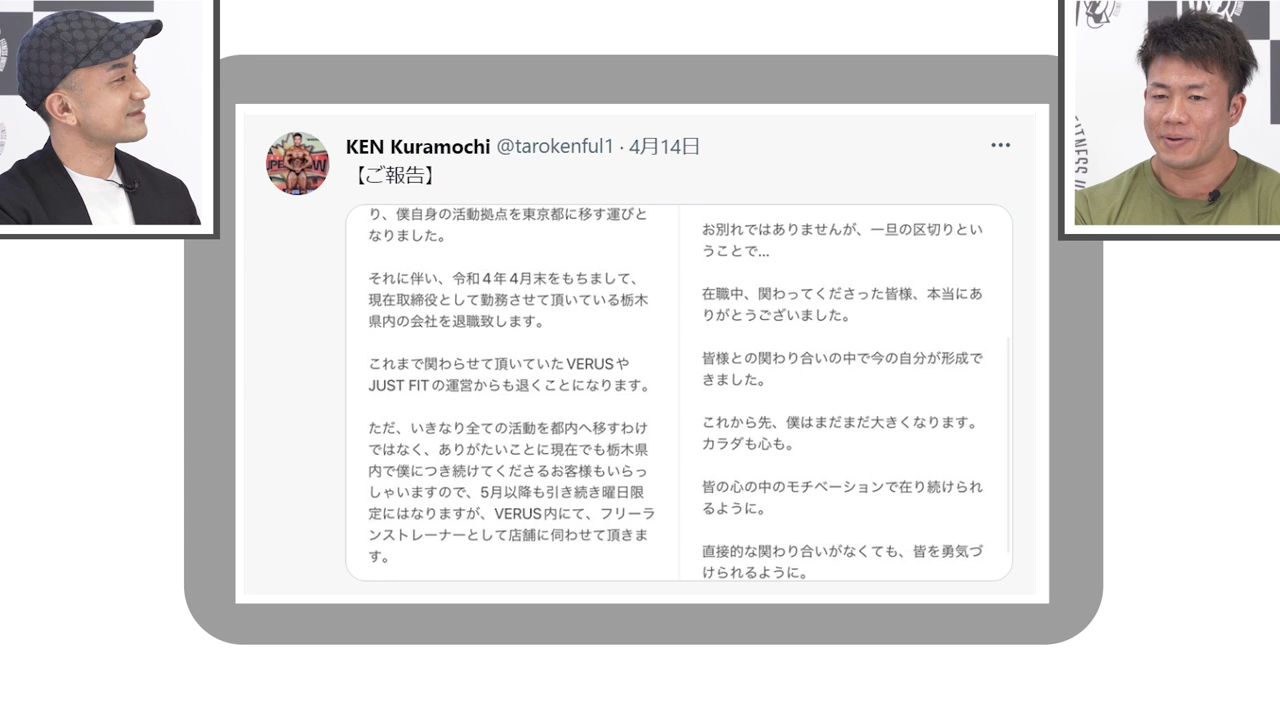 KEN Kuramochi @tarokenful1・4月14日
【ご報告】
り、僕自身の活動拠点を東京都に移す運びと
なりました。
それに伴い、令和４年４月末をもちまして、
現在取締役として勤務させて頂いている栃木
県内の会社を退職致します。
これまで関わらせて頂いていたVERUSや
JUST FITの運営からも退くことになります。
ただ、いきなり全ての活動を都内へ移すわけ
ではなく、ありがたいことに現在でも栃木県
内で僕につき続けてくださるお客様もいらっ
しゃいますので、5月以降も引き続き曜日限
定にはなりますが、VERUS内にて、フリーラ
ンストレーナーとして店舗に伺わせて頂きま
す。
お別れではありませんが、一旦の区切りとい
うことで...
在職中、関わってくださった皆様、本当にあ
りがとうございました。
皆様との関わり合いの中で今の自分が形成で
きました。
これから先、僕はまだまだ大きくなります。
カラダも心も。
皆の心の中のモチベーションで在り続けられ
るように。
直接的な関わり合いがなくても、皆を勇気づ
けられるように。